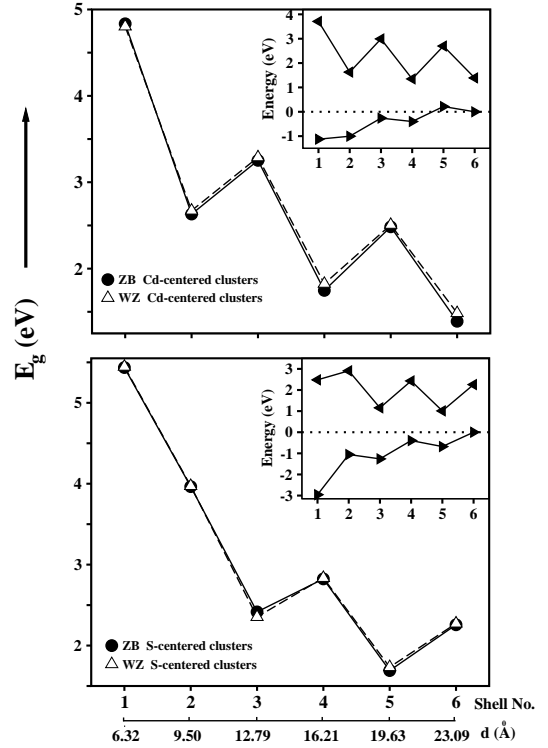 5
4
3
2
E_g (eV)
ZB Cd-centered clusters
WZ Cd-centered clusters
Energy (eV)
4
3
2
1
0
-1
1 2 3 4 5 6
5
4
3
2
ZB S-centered clusters
WZ S-centered clusters
Energy (eV)
3
2
1
0
-1
-2
-3
1 2 3 4 5 6
1 2 3 4 5 6 Shell No.
6.32 9.50 12.79 16.21 19.63 23.09 d (Å)